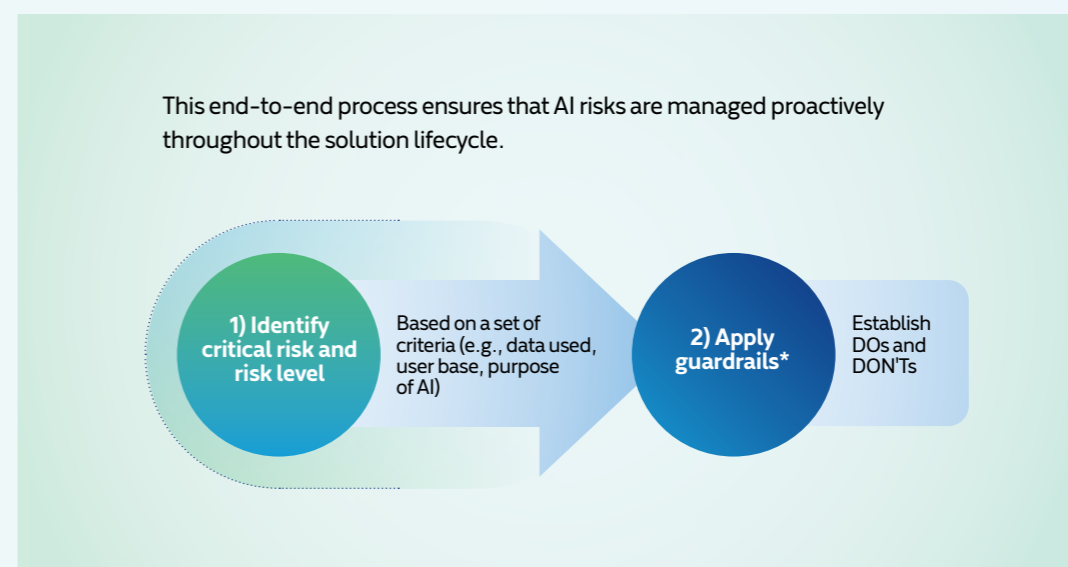 This end-to-end process ensures that AI risks are managed proactively
throughout the solution lifecycle.
1) Identify
critical risk and
risk level
Based on a set of
criteria (e.g., data used,
user base, purpose
of AI)
2) Apply
guardrails*
Establish
DOs and
DON'Ts